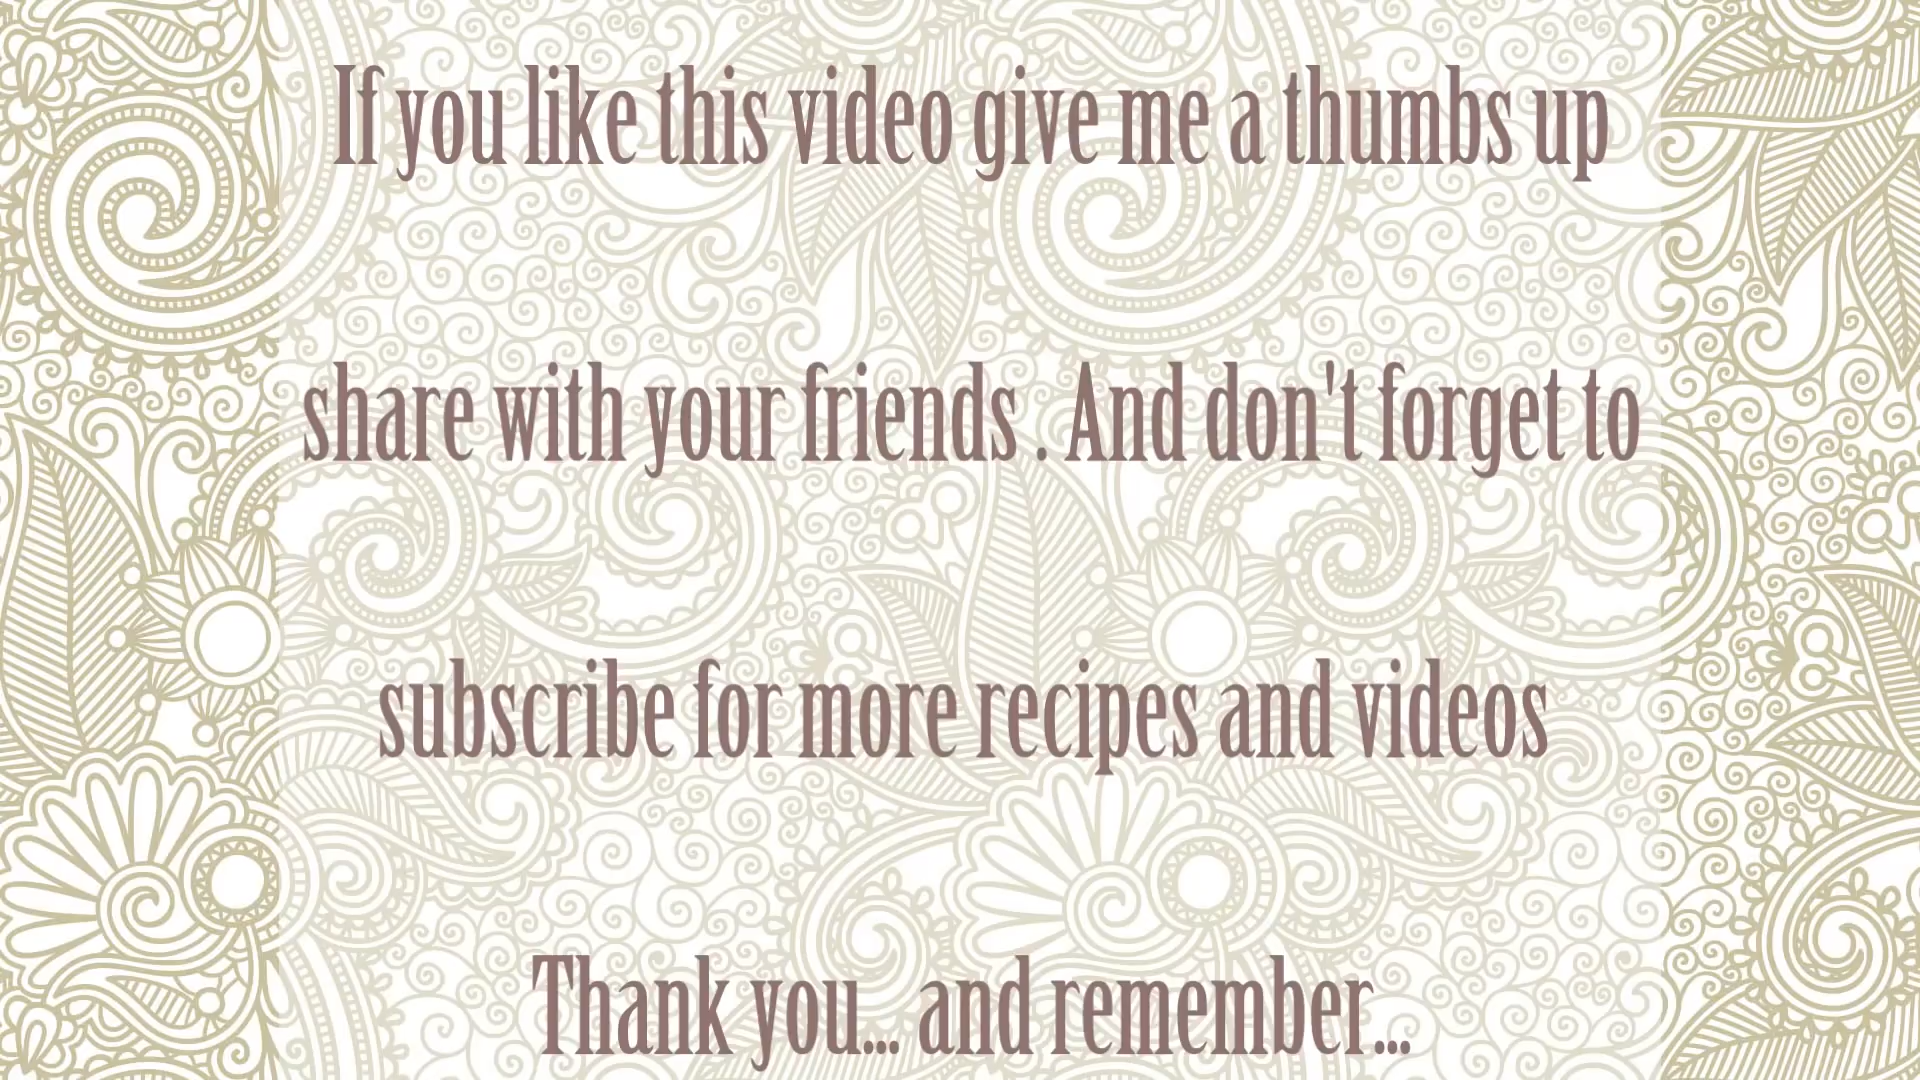 If you like this video give me a thumbs up
share with your friends . And don't forget to
subscribe for more recipes and videos
Thank you... and remember...